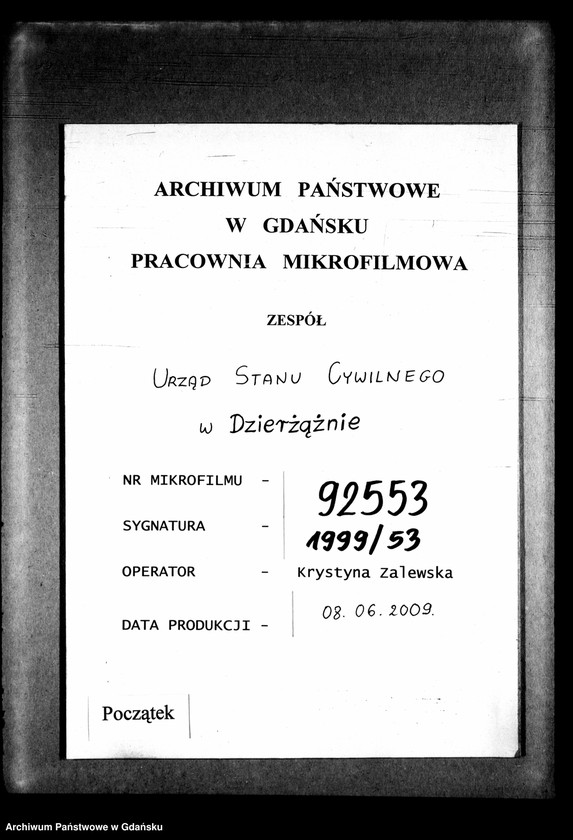 ARCHIWUM PAŃSTWOWE
W GDAŃSKU
PRACOWNIA MIKROFILMOWA
ZESPÓŁ
URZĄD STANU CYWILNEGO
w Dzierżążnie
NR MIKROFILMU - 92553
SYGNATURA - 1999/53
OPERATOR - Krystyna Zalewska
DATA PRODUKCJI - 08. 06. 2009.
Początek
Archiwum Państwowe w Gdańsku